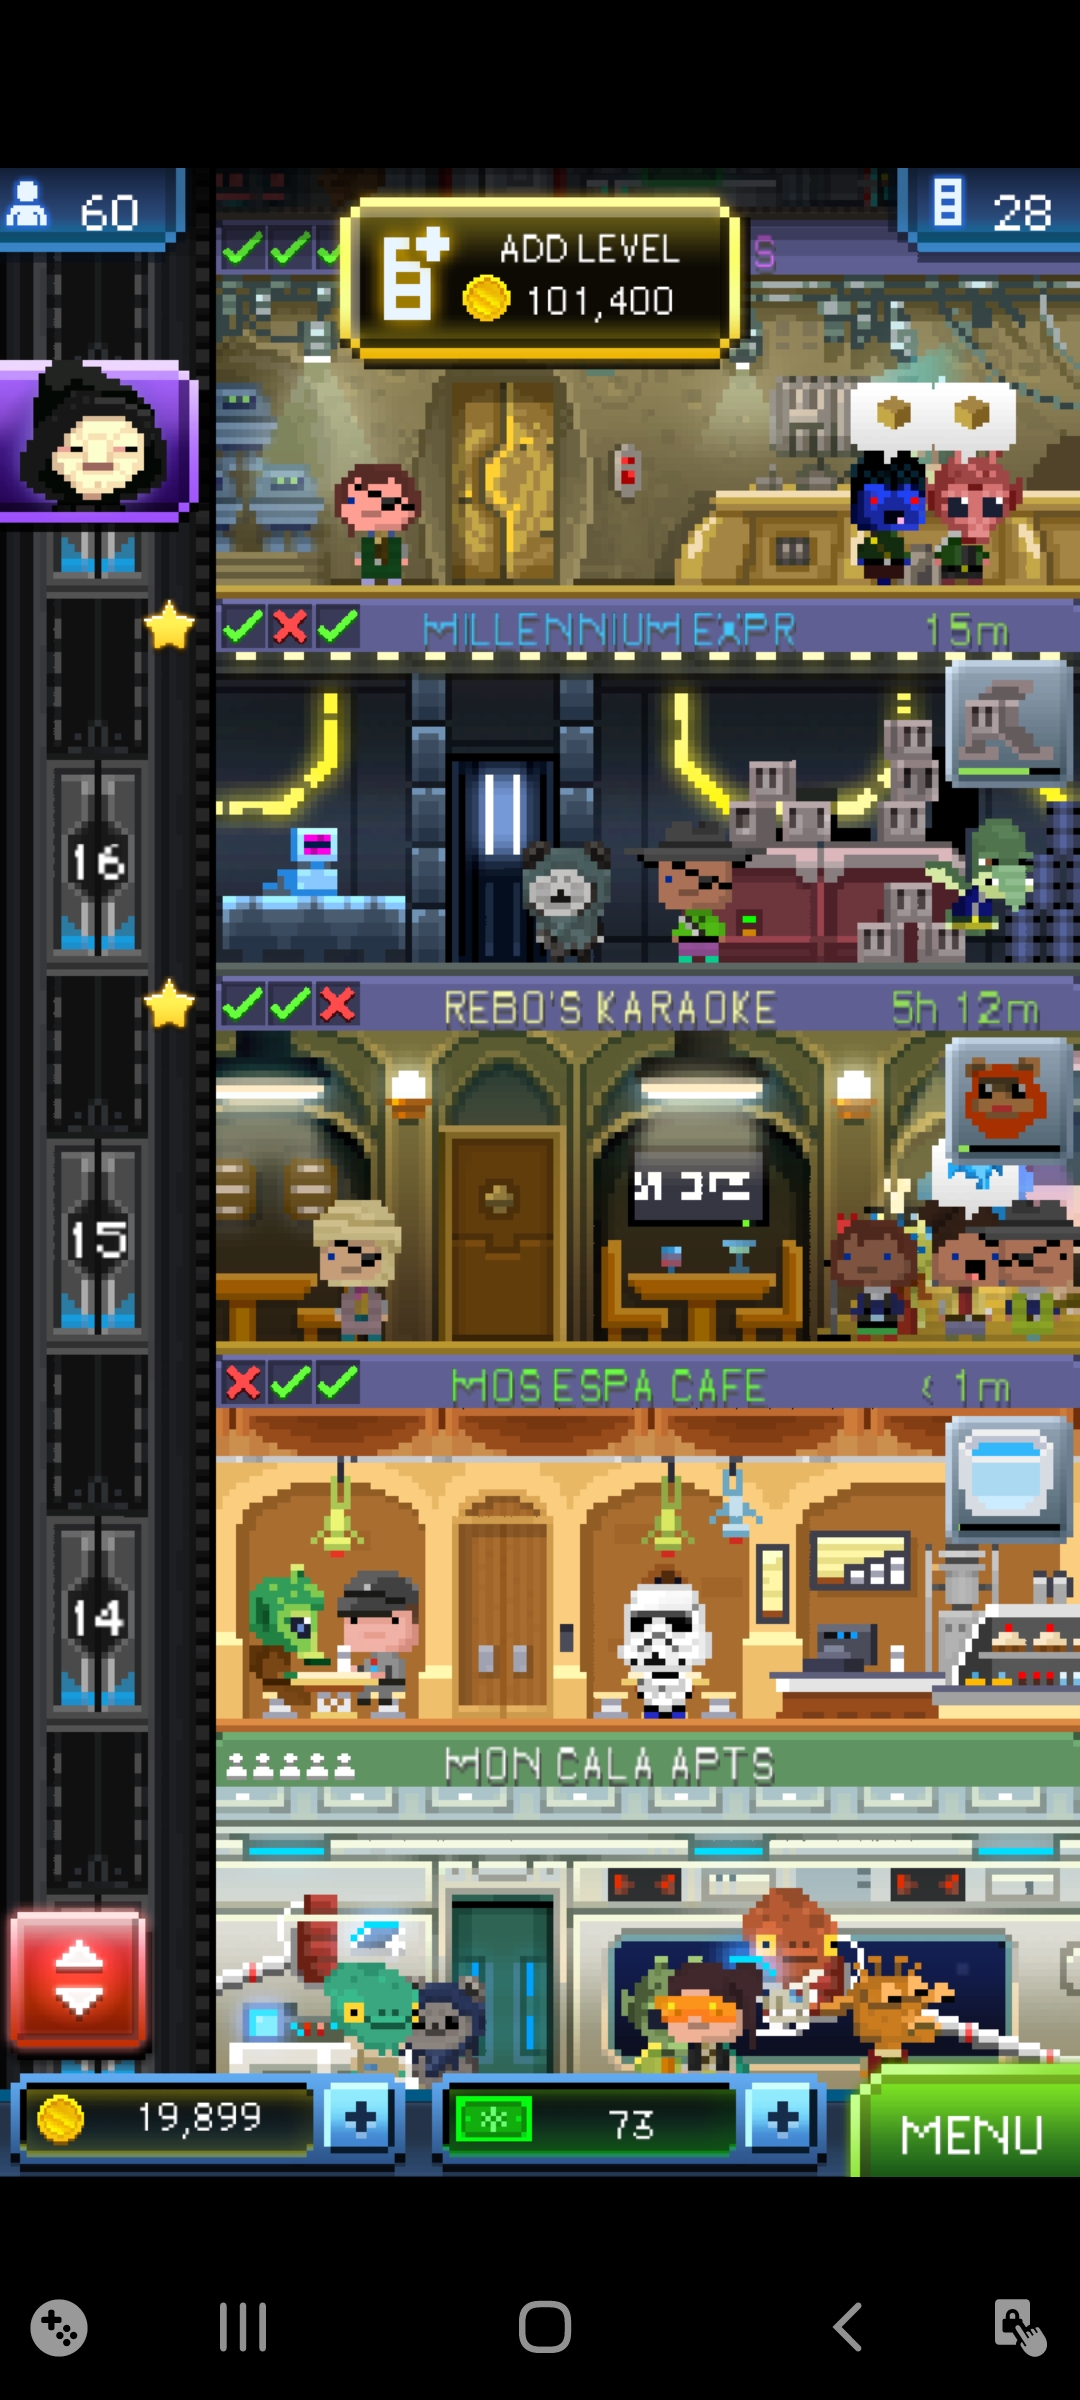 60
ADD LEVEL
101,400
28
S
MILLENNIUM EXPR
15m
16
REBO'S KARAOKE
5h 12m
15
MOS ESPA CAFE
< 1m
14
MON CALA APTS
19,899
+
73
+
MENU